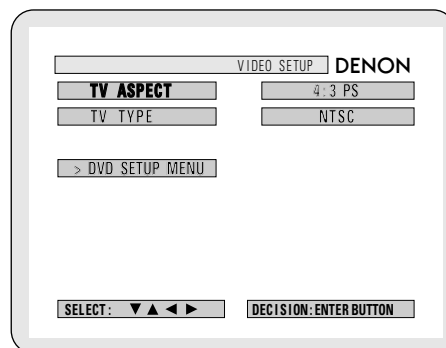 VIDEO SETUP DENON
TV ASPECT 4:3 PS
TV TYPE NTSC
> DVD SETUP MENU
SELECT: ▼ ▲ ◄ ► DECISION: ENTER BUTTON